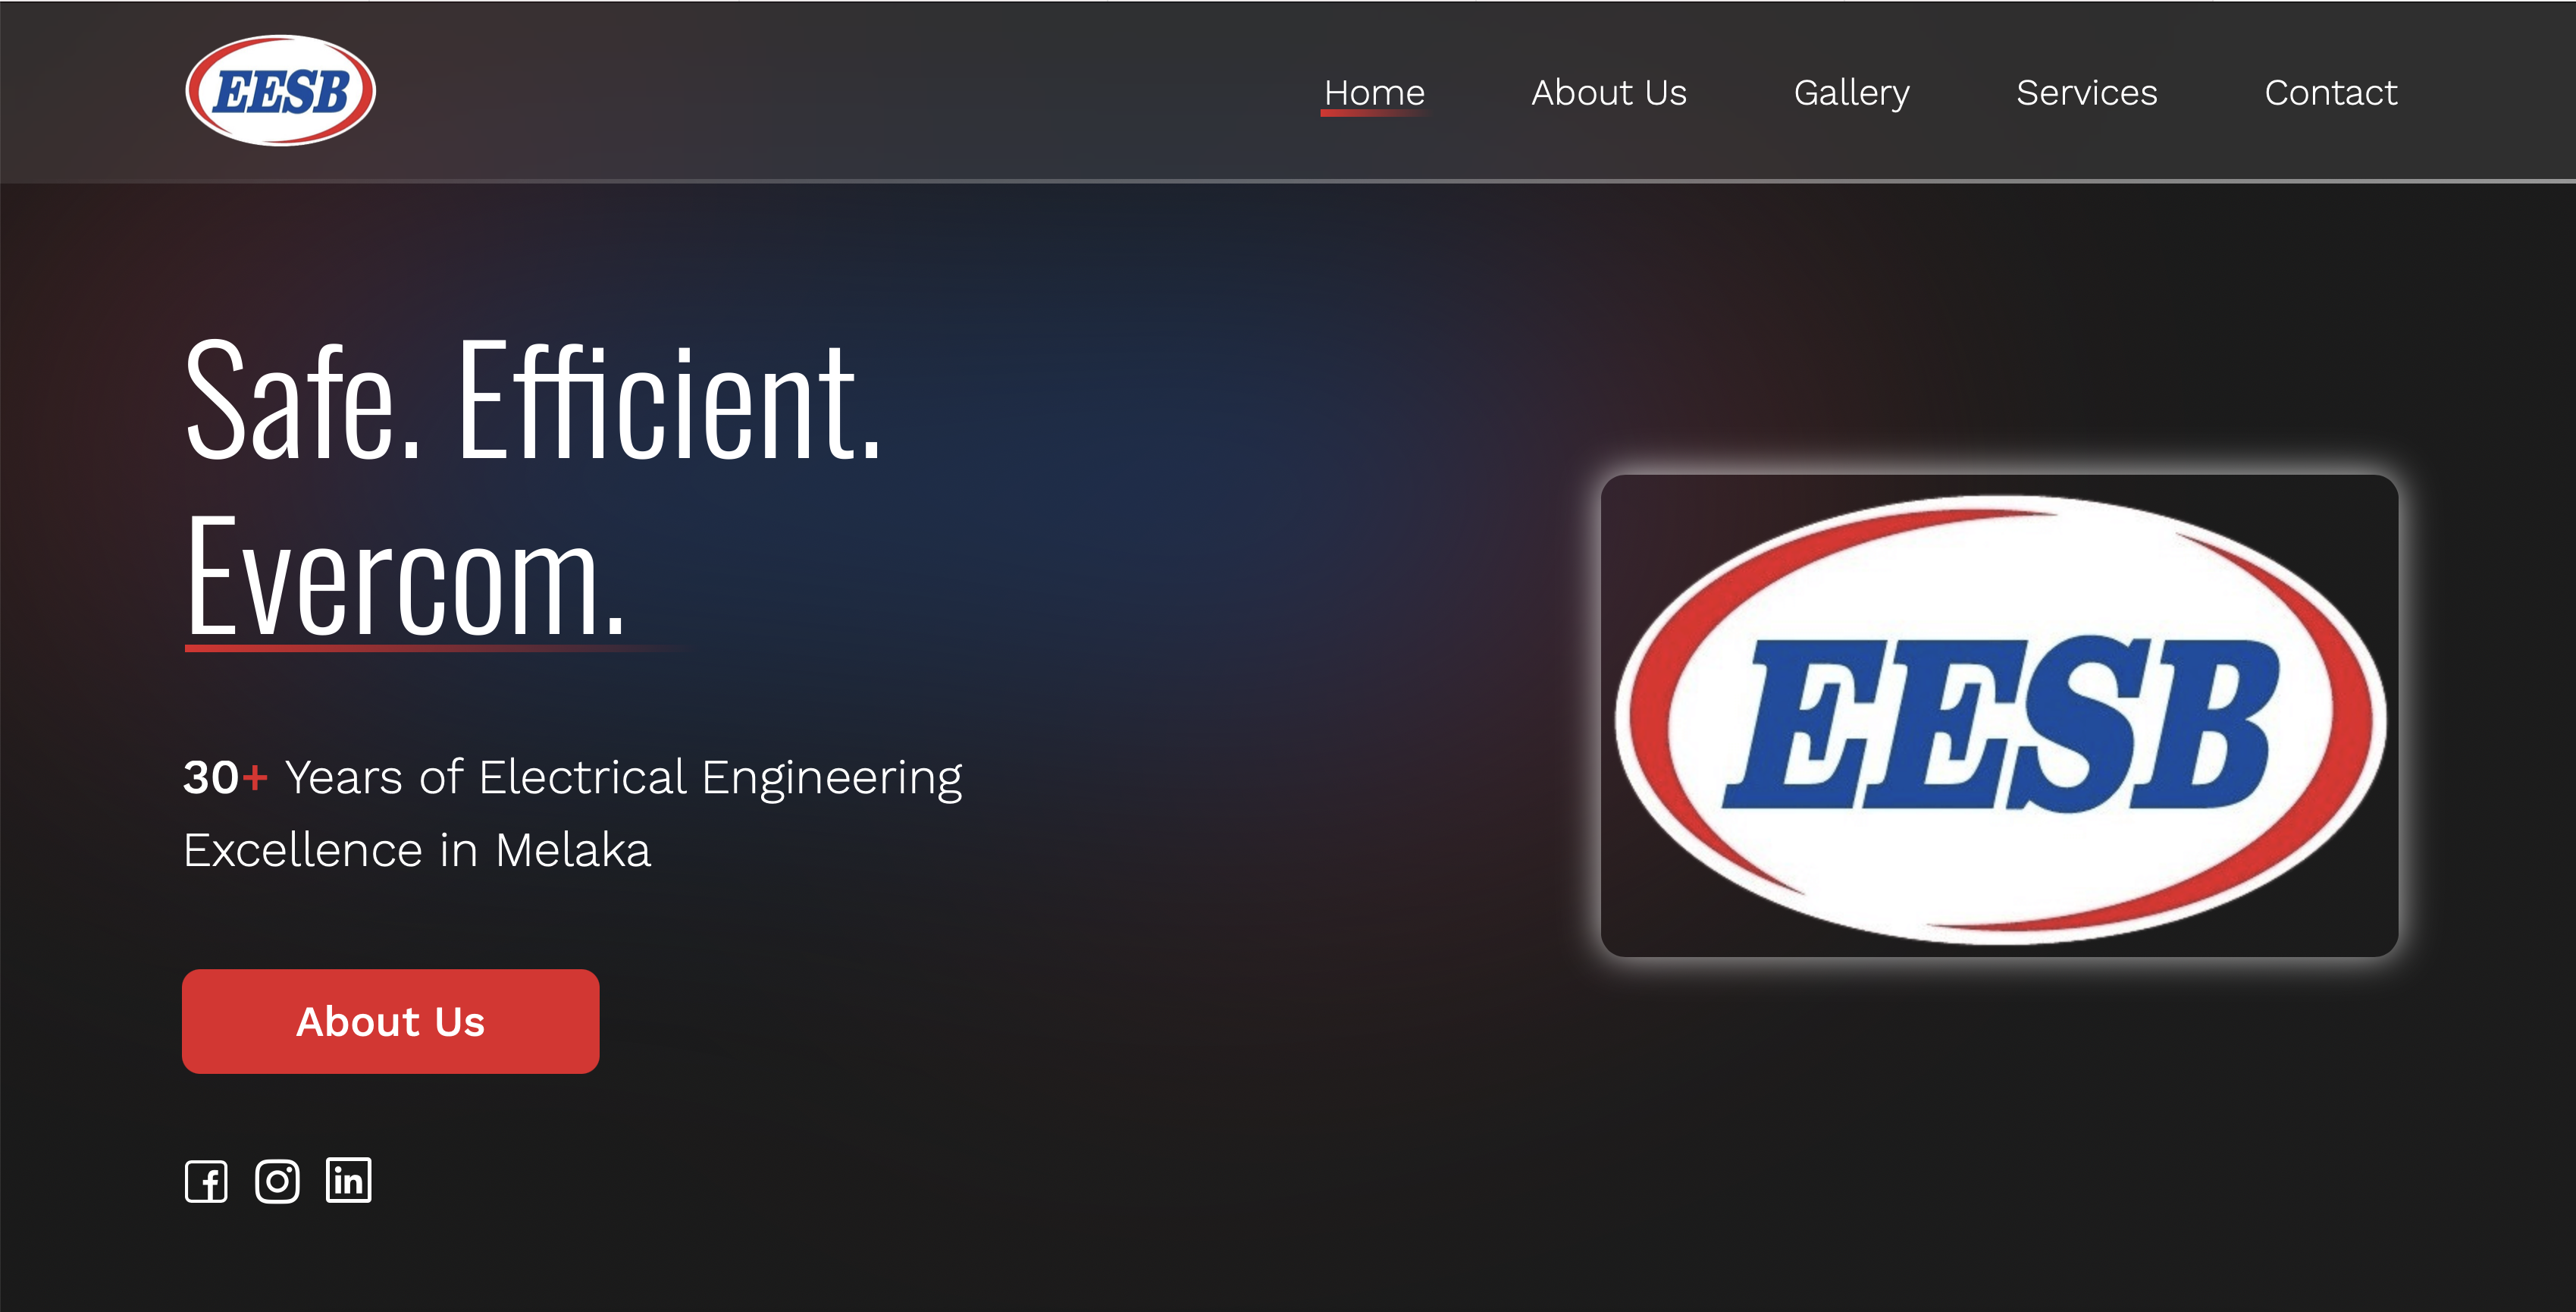 EESB
Home About Us Gallery Services Contact
Safe. Efficient.
Evercom.
30+ Years of Electrical Engineering
Excellence in Melaka
EESB
About Us
f in